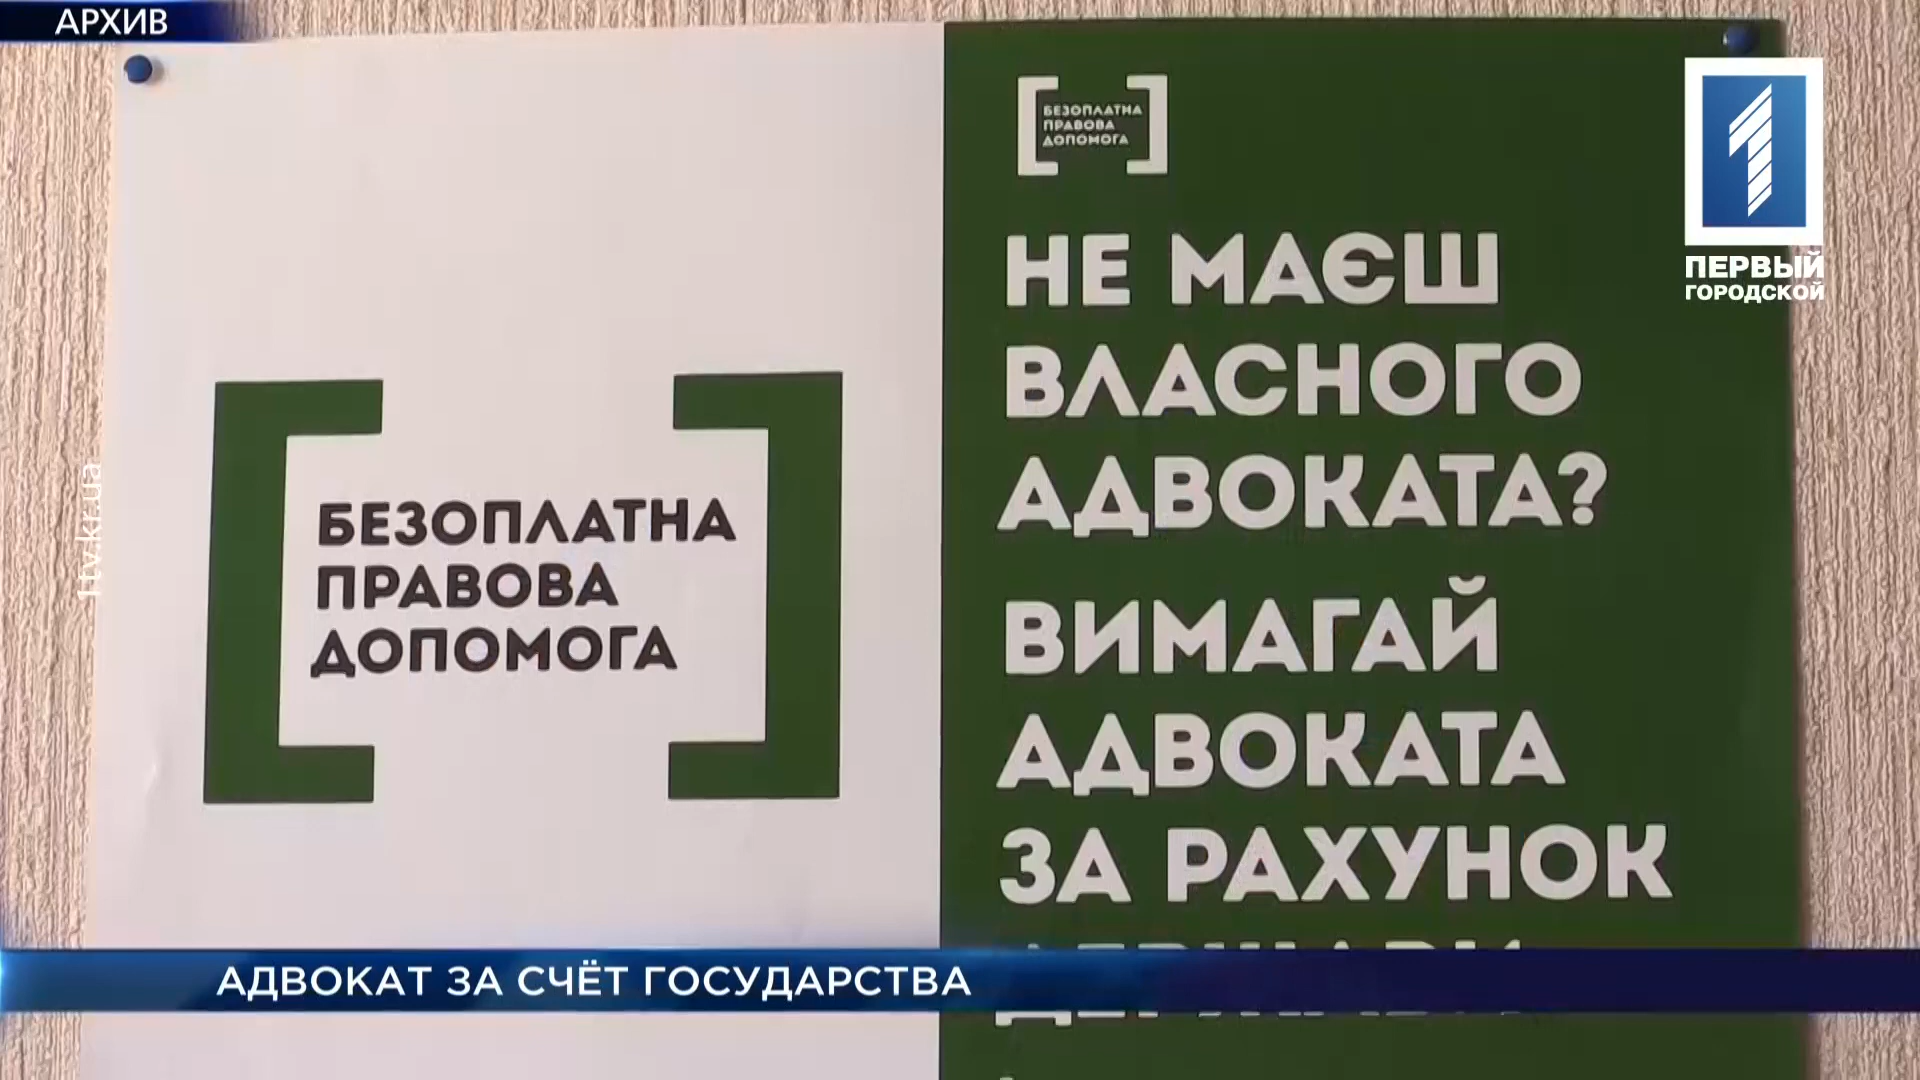 АРХИВ
БЕЗОПЛАТНА
ПРАВОВА
ДОПОМОГА
БЕЗОПЛАТНА
ПРАВОВА
ДОПОМОГА
НЕ МАЄШ
ВЛАСНОГО
АДВОКАТА?
ВИМАГАЙ
АДВОКАТА
ЗА РАХУНОК
ДЕРЖАВИ
ПЕРВЫЙ
ГОРОДСКОЙ
1tv.kr.ua
АДВОКАТ ЗА СЧЁТ ГОСУДАРСТВА